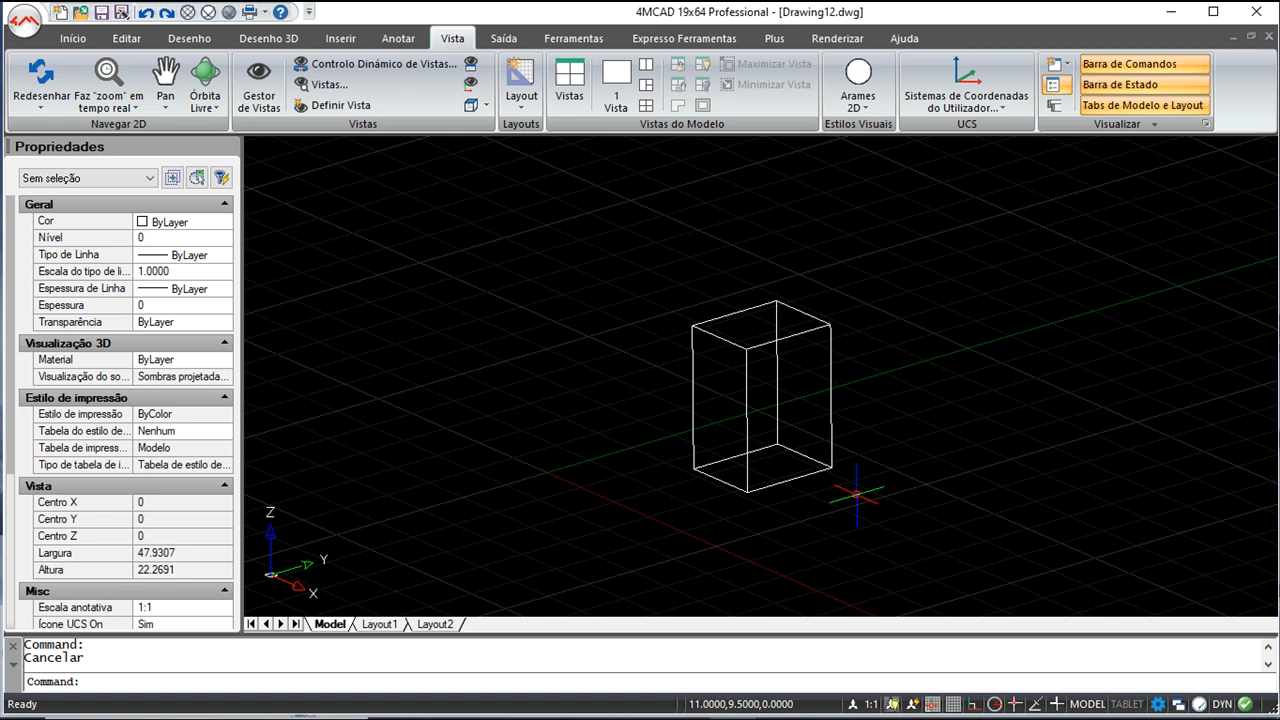 4MCAD 19x64 Professional - [Drawing12.dwg]
Início Editar Desenho Desenho 3D Inserir Anotar Vista Saída Ferramentas Expresso Ferramentas Plus Renderizar Ajuda
Redesenhar
Faz "zoom" em tempo real
Pan
Órbita Livre
Navegar 2D
Gestor de Vistas
Controlo Dinámico de Vistas...
Vistas...
Definir Vista
Vistas
Layout
Layouts
Vistas
Vista
Maximizar Vista
Minimizar Vista
Vistas do Modelo
Arames 2D
Estilos Visuais
Sistemas de Coordenadas do Utilizador...
UCS
Barra de Comandos
Barra de Estado
Tabs de Modelo e Layout
Visualizar
Propriedades
Sem seleção
Geral
Cor ByLayer
Nível 0
Tipo de Linha ByLayer
Escala do tipo de li... 1.0000
Espessura de Linha ByLayer
Espessura 0
Transparência ByLayer
Visualização 3D
Material ByLayer
Visualização do so... Sombras projetada...
Estilo de impressão
Estilo de impressão ByColor
Tabela do estilo de... Nenhum
Tabela de impress... Modelo
Tipo de tabela de i... Tabela de estilo de...
Vista
Centro X 0
Centro Y 0
Centro Z 0
Largura 47.9307
Altura 22.2691
Misc
Escala anotativa 1:1
Ícone UCS On Sim
Z
Y
X
Model Layout1 Layout2
Command:
Cancelar
Command:
Ready 11.0000,9.5000,0.0000 1:1 MODEL TABLET DYN